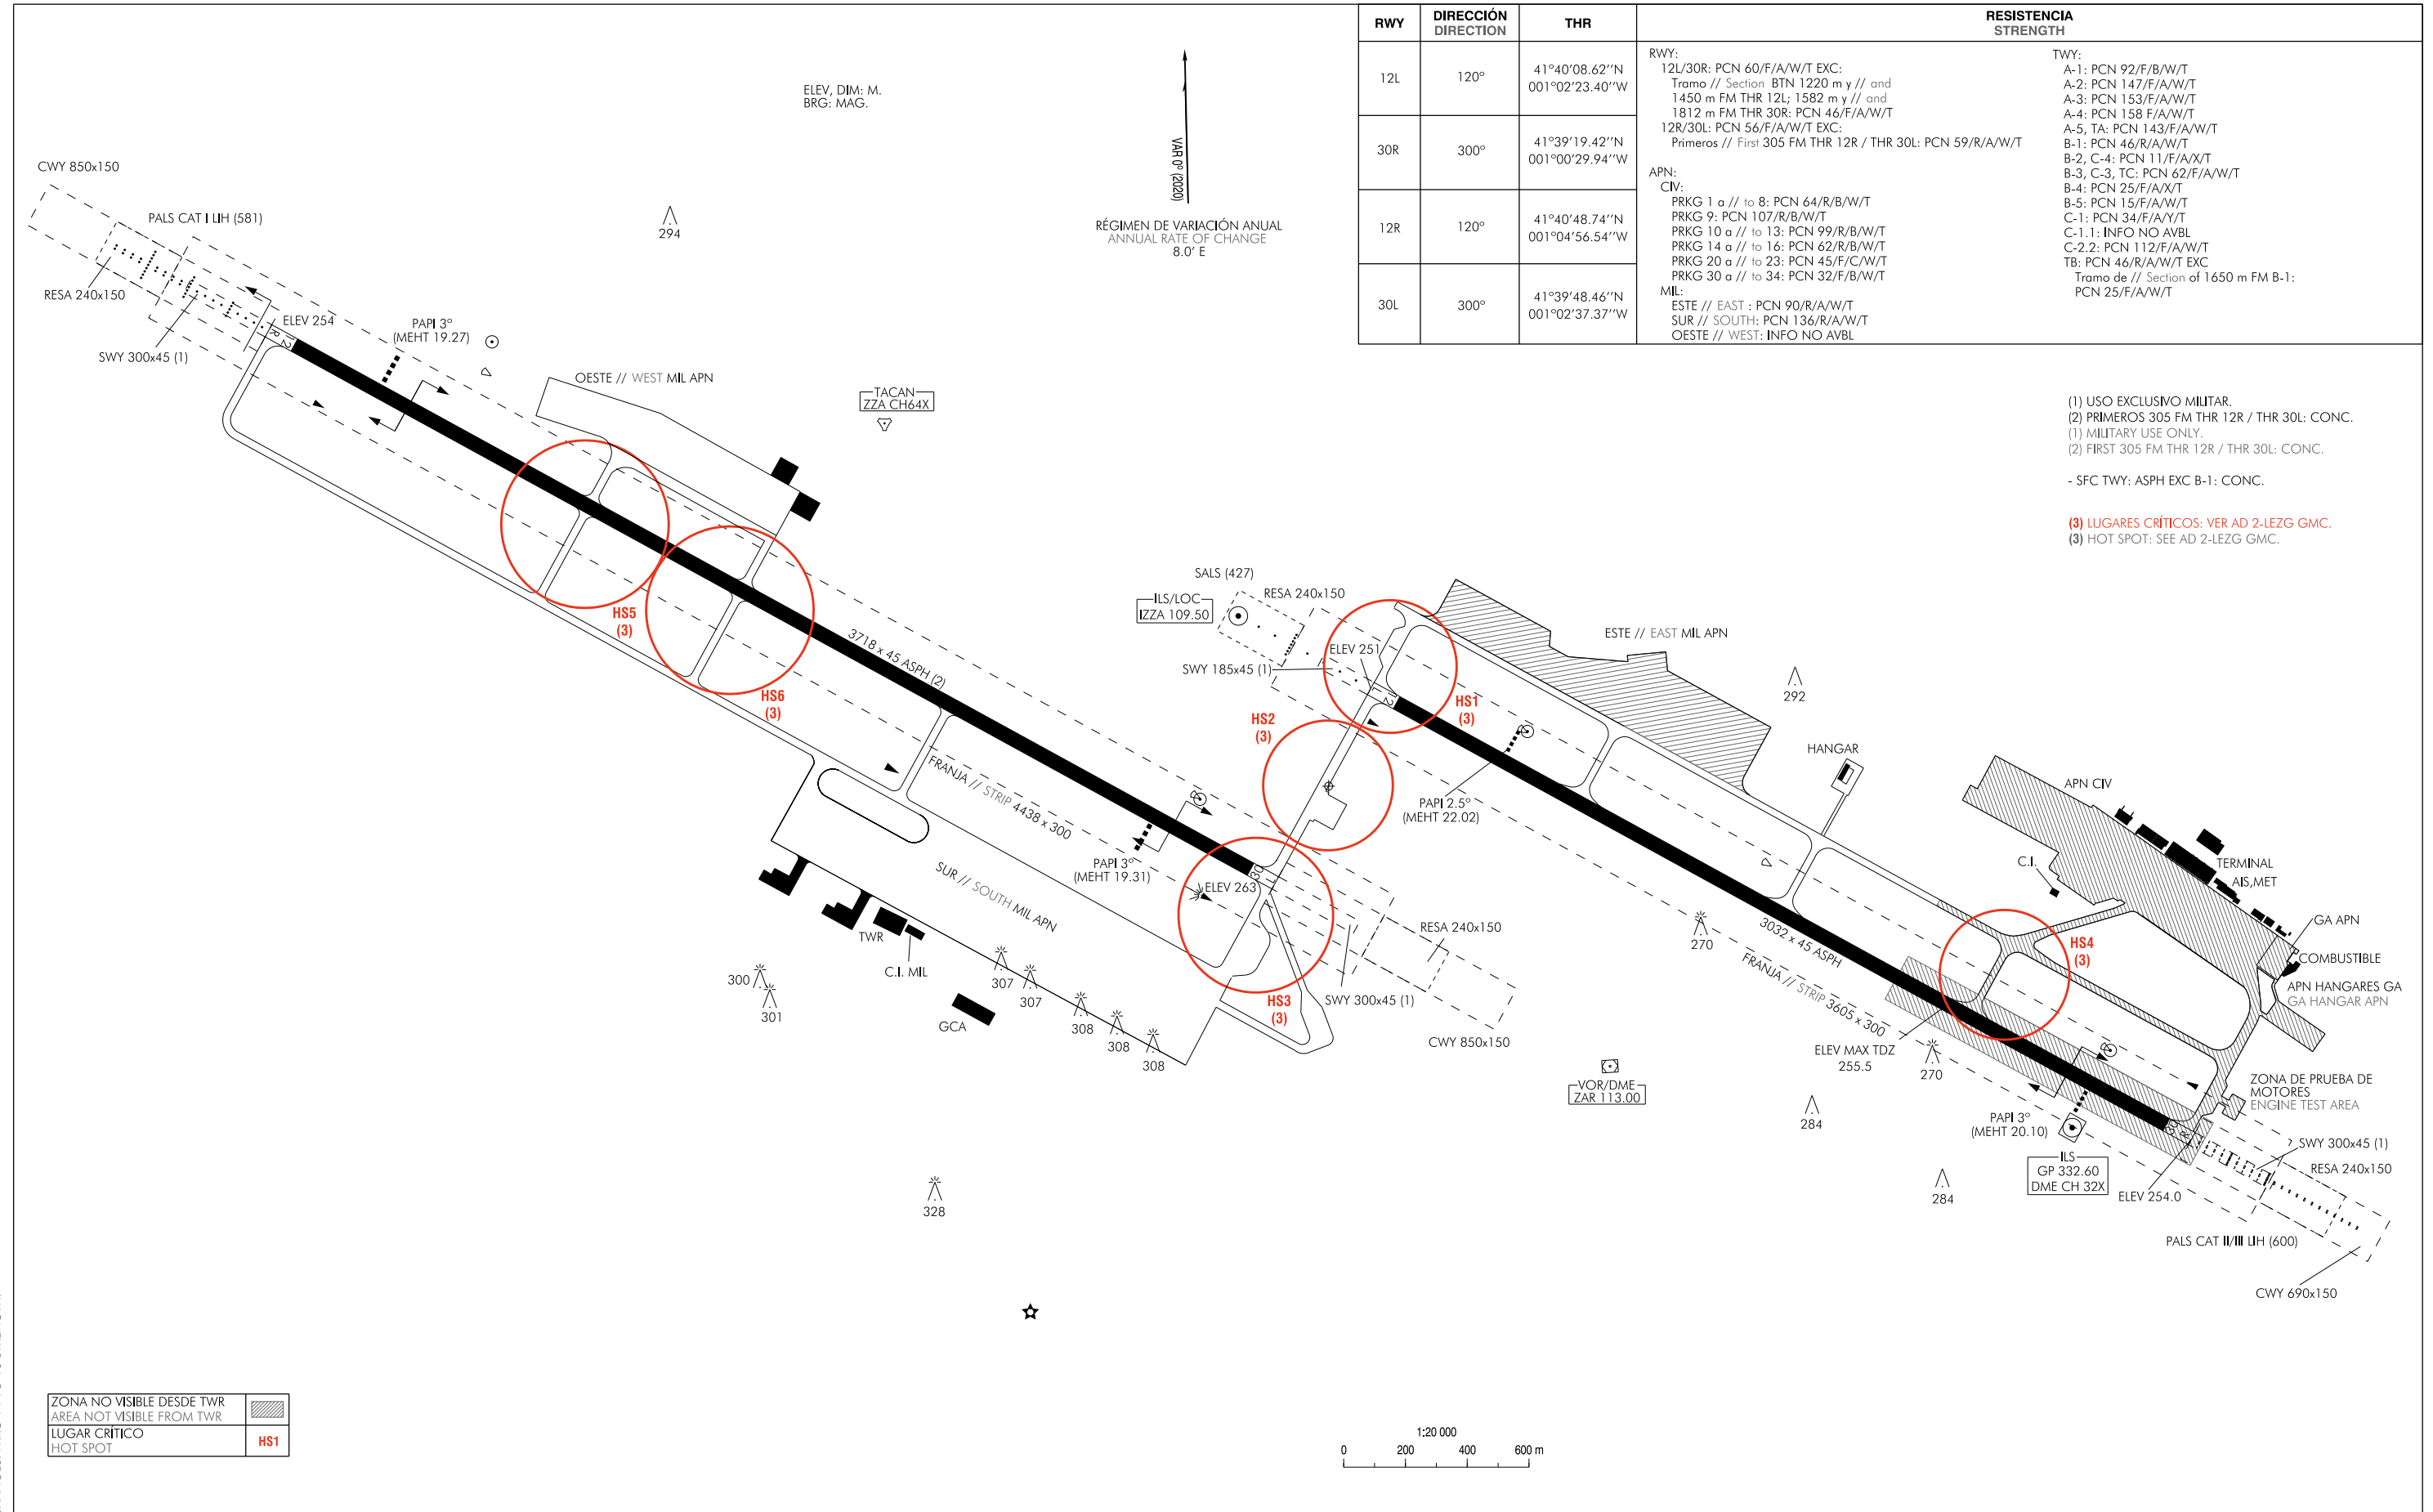 RWY
DIRECCIÓN
DIRECTION
THR
RESISTENCIA
STRENGTH
12L
120°
41°40'08.62''N
001°02'23.40''W
30R
300°
41°39'19.42''N
001°00'29.94''W
12R
120°
41°40'48.74''N
001°04'56.54''W
30L
300°
41°39'48.46''N
001°02'37.37''W
RWY:
12L/30R: PCN 60/F/A/W/T EXC:
Tramo // Section BTN 1220 m y // and
1450 m FM THR 12L; 1582 m y // and
1812 m FM THR 30R: PCN 46/F/A/W/T
12R/30L: PCN 56/F/A/W/T EXC:
Primeros // First 305 FM THR 12R / THR 30L: PCN 59/R/A/W/T
APN:
CIV:
PRKG 1 a // to 8: PCN 64/R/B/W/T
PRKG 9: PCN 107/R/B/W/T
PRKG 10 a // to 13: PCN 99/R/B/W/T
PRKG 14 a // to 16: PCN 62/R/B/W/T
PRKG 20 a // to 23: PCN 45/F/C/W/T
PRKG 30 a // to 34: PCN 32/F/B/W/T
MIL:
ESTE // EAST : PCN 90/R/A/W/T
SUR // SOUTH: PCN 136/R/A/W/T
OESTE // WEST: INFO NO AVBL
TWY:
A-1: PCN 92/F/B/W/T
A-2: PCN 147/F/A/W/T
A-3: PCN 153/F/A/W/T
A-4: PCN 158 F/A/W/T
A-5, TA: PCN 143/F/A/W/T
B-1: PCN 46/R/A/W/T
B-2, C-4: PCN 11/F/A/X/T
B-3, C-3, TC: PCN 62/F/A/W/T
B-4: PCN 25/F/A/X/T
B-5: PCN 15/F/A/W/T
C-1: PCN 34/F/A/Y/T
C-1.1: INFO NO AVBL
C-2.2: PCN 112/F/A/W/T
TB: PCN 46/R/A/W/T EXC
Tramo de // Section of 1650 m FM B-1:
PCN 25/F/A/W/T
ELEV, DIM: M.
BRG: MAG.
VAR 0° (2020)
RÉGIMEN DE VARIACIÓN ANUAL
ANNUAL RATE OF CHANGE
8.0' E
(1) USO EXCLUSIVO MILITAR.
(2) PRIMEROS 305 FM THR 12R / THR 30L: CONC.
(1) MILITARY USE ONLY.
(2) FIRST 305 FM THR 12R / THR 30L: CONC.
- SFC TWY: ASPH EXC B-1: CONC.
(3) LUGARES CRÍTICOS: VER AD 2-LEZG GMC.
(3) HOT SPOT: SEE AD 2-LEZG GMC.
CWY 850x150
PALS CAT I LIH (581)
RESA 240x150
SWY 300x45 (1)
ELEV 254
12
R
PAPI 3°
(MEHT 19.27)
294
OESTE // WEST MIL APN
TACAN
ZZA CH64X
HS5
(3)
HS6
(3)
3718 x 45 ASPH (2)
FRANJA // STRIP 4438 x 300
SUR // SOUTH MIL APN
PAPI 3°
(MEHT 19.31)
30
L
ELEV 263
HS3
(3)
SWY 300x45 (1)
RESA 240x150
CWY 850x150
TWR
C.I. MIL
GCA
300
301
307
307
308
308
308
328
SALS (427)
ILS/LOC
IZZA 109.50
RESA 240x150
SWY 185x45 (1)
ELEV 251
12
HS1
(3)
HS2
(3)
ESTE // EAST MIL APN
292
PAPI 2.5°
(MEHT 22.02)
HANGAR
APN CIV
C.I.
TERMINAL
AIS,MET
GA APN
COMBUSTIBLE
APN HANGARES GA
GA HANGAR APN
HS4
(3)
270
3032 x 45 ASPH
FRANJA // STRIP 3605 x 300
ELEV MAX TDZ
255.5
270
VOR/DME
ZAR 113.00
284
284
PAPI 3°
(MEHT 20.10)
ILS
GP 332.60
DME CH 32X
30
R
ELEV 254.0
ZONA DE PRUEBA DE
MOTORES
ENGINE TEST AREA
SWY 300x45 (1)
RESA 240x150
PALS CAT II/III LIH (600)
CWY 690x150
ZONA NO VISIBLE DESDE TWR
AREA NOT VISIBLE FROM TWR
LUGAR CRÍTICO
HOT SPOT
HS1
1:20 000
0 200 400 600 m